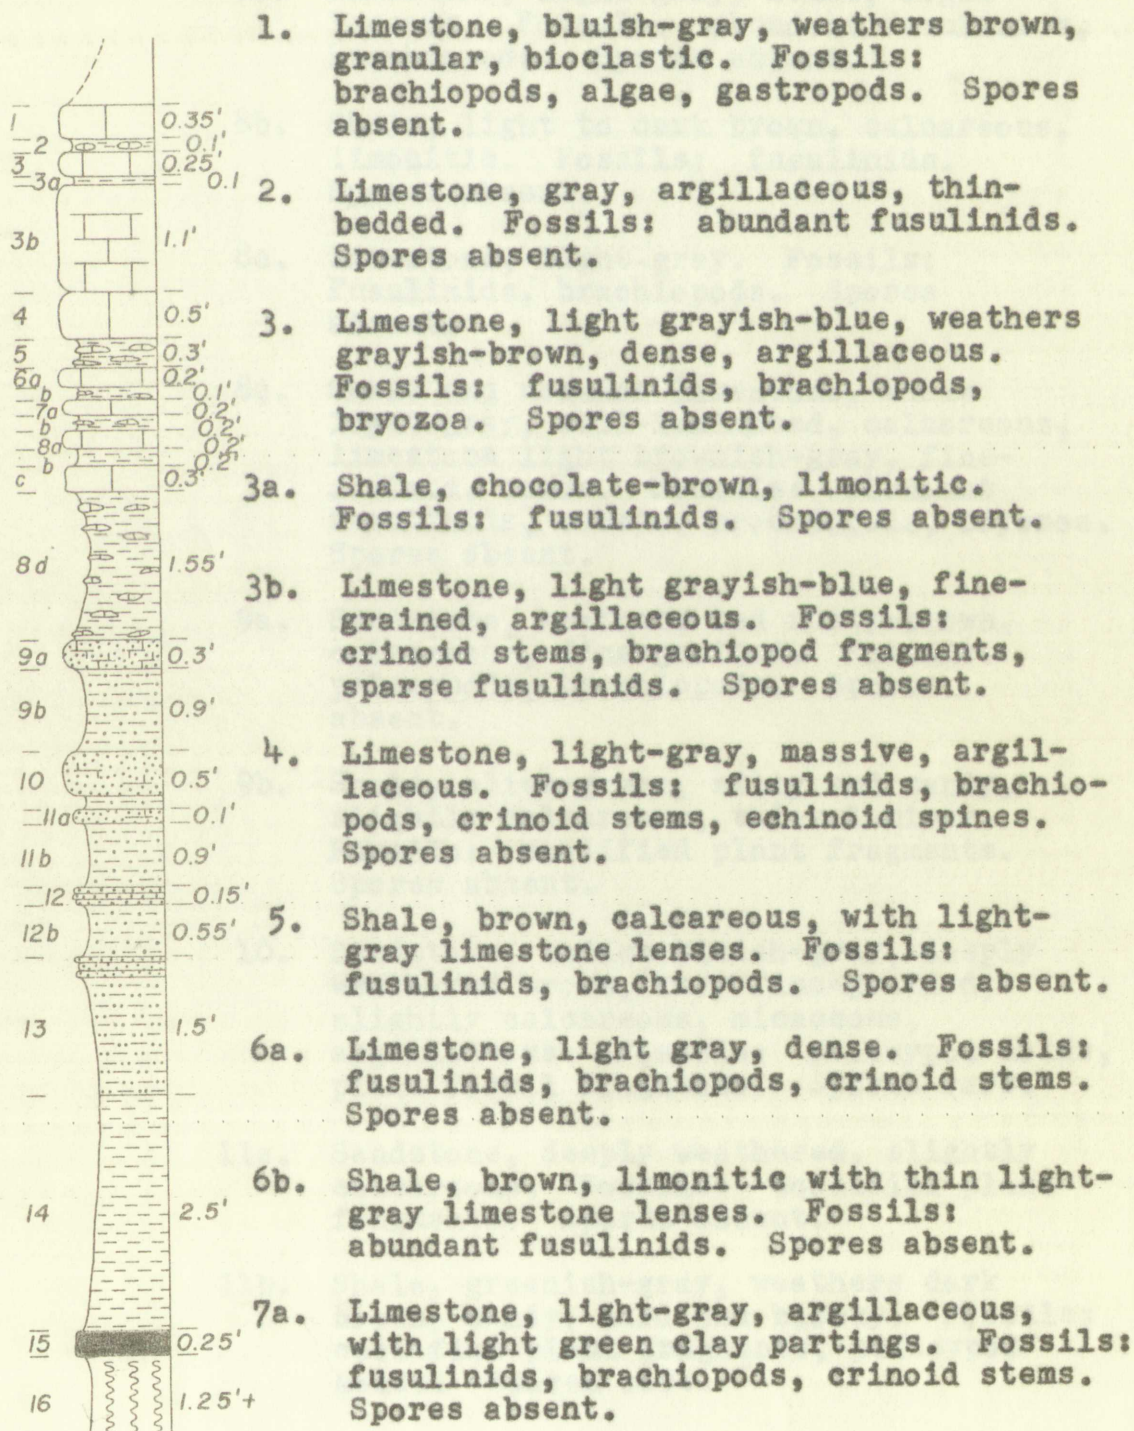 1. Limestone, bluish-gray, weathers brown,
granular, bioclastic. Fossils:
brachiopods, algae, gastropods. Spores
absent.
2. Limestone, gray, argillaceous, thin-
bedded. Fossils: abundant fusulinids.
Spores absent.
3. Limestone, light grayish-blue, weathers
grayish-brown, dense, argillaceous.
Fossils: fusulinids, brachiopods,
bryozoa. Spores absent.
3a. Shale, chocolate-brown, limonitic.
Fossils: fusulinids. Spores absent.
3b. Limestone, light grayish-blue, fine-
grained, argillaceous. Fossils:
crinoid stems, brachiopod fragments,
sparse fusulinids. Spores absent.
4. Limestone, light-gray, massive, argil-
laceous. Fossils: fusulinids, brachio-
pods, crinoid stems, echinoid spines.
Spores absent.
5. Shale, brown, calcareous, with light-
gray limestone lenses. Fossils:
fusulinids, brachiopods. Spores absent.
6a. Limestone, light gray, dense. Fossils:
fusulinids, brachiopods, crinoid stems.
Spores absent.
6b. Shale, brown, limonitic with thin light-
gray limestone lenses. Fossils:
abundant fusulinids. Spores absent.
7a. Limestone, light-gray, argillaceous,
with light green clay partings. Fossils:
fusulinids, brachiopods, crinoid stems.
Spores absent.
1 0.35'
2 0.1'
3 0.25'
3a 0.1
3b 1.1'
4 0.5'
5 0.3'
6a 0.2'
b 0.1'
7a 0.2'
b 0.2'
8a 0.2'
b 0.2'
c 0.3'
8d 1.55'
9a 0.3'
9b 0.9'
10 0.5'
11a 0.1'
11b 0.9'
12 0.15'
12b 0.55'
13 1.5'
14 2.5'
15 0.25'
16 1.25'+